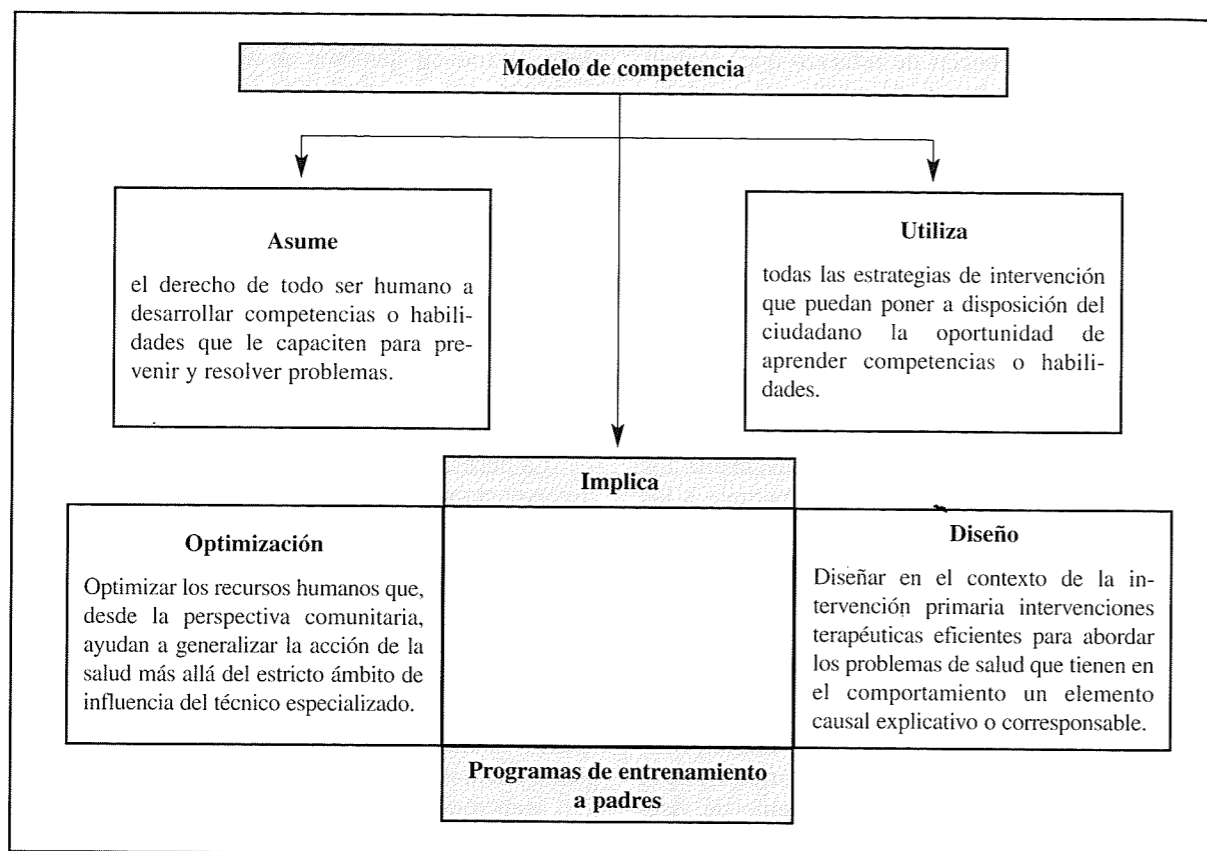 Modelo de competencia
Asume
el derecho de todo ser humano a
desarrollar competencias o habili-
dades que le capaciten para pre-
venir y resolver problemas.
Utiliza
todas las estrategias de intervención
que puedan poner a disposición del
ciudadano la oportunidad de
aprender competencias o habili-
dades.
Implica
Optimización
Optimizar los recursos humanos que,
desde la perspectiva comunitaria,
ayudan a generalizar la acción de la
salud más allá del estricto ámbito de
influencia del técnico especializado.
Diseño
Diseñar en el contexto de la in-
tervención primaria intervenciones
terapéuticas eficientes para abordar
los problemas de salud que tienen en
el comportamiento un elemento
causal explicativo o corresponsable.
Programas de entrenamiento
a padres